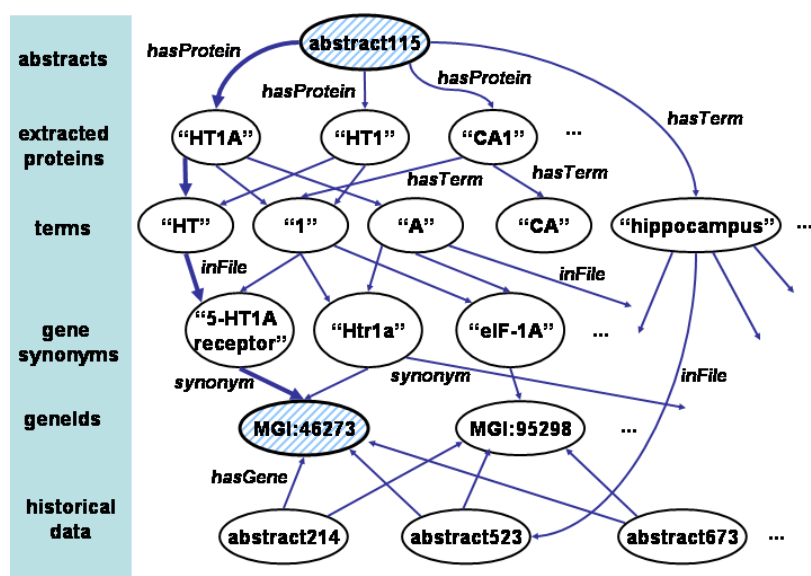 abstracts
abstract115
hasProtein
hasProtein
hasProtein
hasTerm
extracted
proteins
“HT1A”
“HT1”
“CA1”
...
hasTerm
hasTerm
terms
“HT”
“1”
“A”
“CA”
“hippocampus”
...
inFile
inFile
gene
synonyms
“5-HT1A
receptor”
“Htr1a”
“eIF-1A”
...
synonym
synonym
inFile
geneIds
MGI:46273
MGI:95298
...
hasGene
historical
data
abstract214
abstract523
abstract673
...